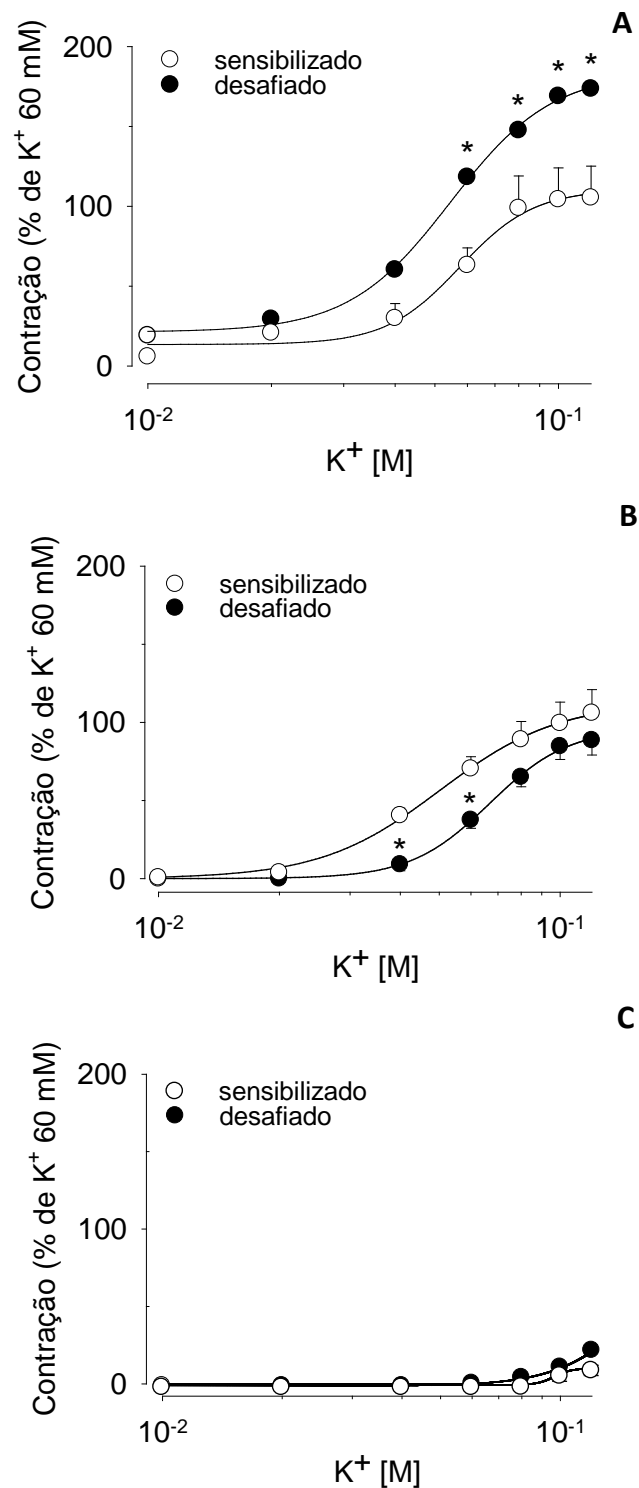 A
Contração (% de K⁺ 60 mM)
200
100
0
sensibilizado
desafiado
* * * * *
10⁻² 10⁻¹
K⁺ [M]
B
Contração (% de K⁺ 60 mM)
200
100
0
sensibilizado
desafiado
* *
10⁻² 10⁻¹
K⁺ [M]
C
Contração (% de K⁺ 60 mM)
200
100
0
sensibilizado
desafiado
10⁻² 10⁻¹
K⁺ [M]